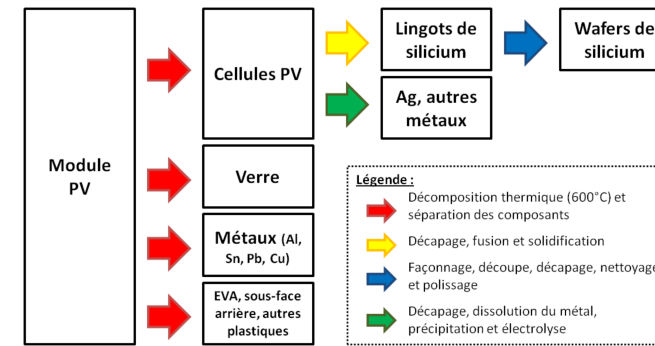 Module
PV
Cellules PV
Lingots de
silicium
Wafers de
silicium
Ag, autres
métaux
Verre
Métaux (Al,
Sn, Pb, Cu)
EVA, sous-face
arrière, autres
plastiques
Légende :
Décomposition thermique (600°C) et
séparation des composants
Décapage, fusion et solidification
Façonnage, découpe, décapage, nettoyage
et polissage
Décapage, dissolution du métal,
précipitation et électrolyse